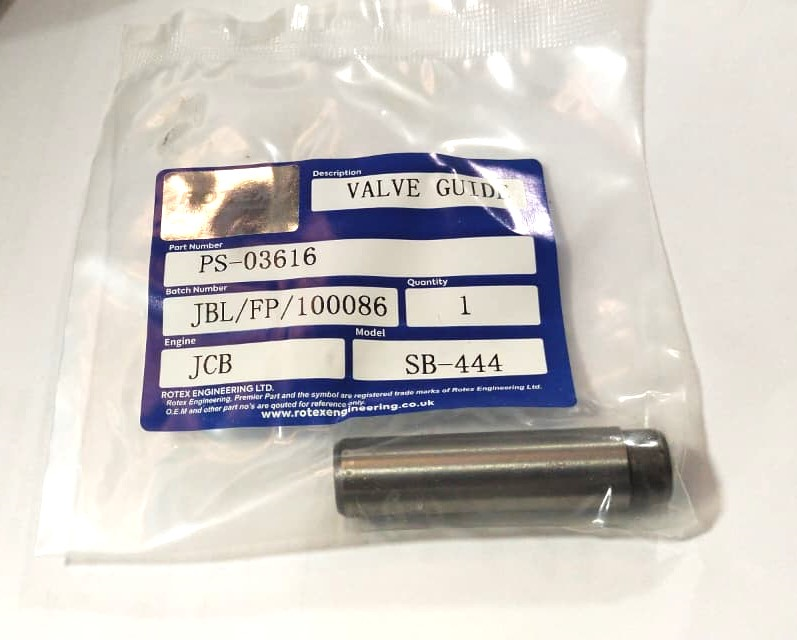 Description
VALVE GUIDE
Part Number
PS-03616
Batch Number
JBL/FP/100086
Quantity
1
Engine
JCB
Model
SB-444
ROTEX ENGINEERING LTD.
Rotex Engineering, Premier Part and the symbol are registered trade marks of Rotex Engineering Ltd.
O.E.M and other part no's are qouted for reference only.
www.rotexengineering.co.uk